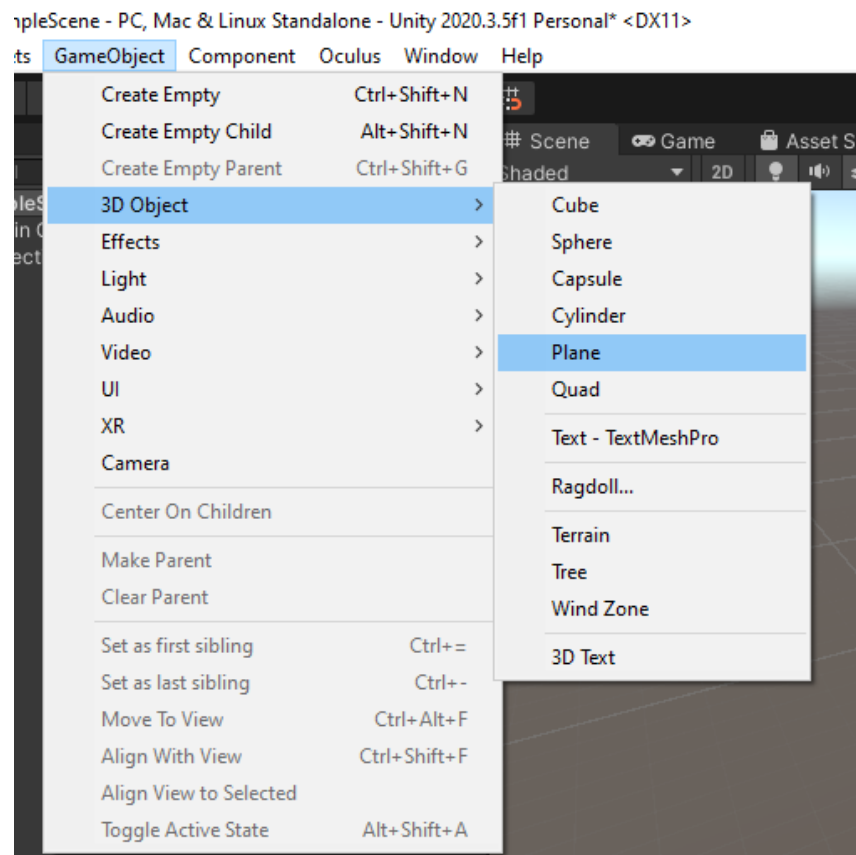 mpleScene - PC, Mac & Linux Standalone - Unity 2020.3.5f1 Personal* <DX11>
ts GameObject Component Oculus Window Help
Create Empty Ctrl+Shift+N
Create Empty Child Alt+Shift+N
Create Empty Parent Ctrl+Shift+G
3D Object >
Effects >
Light >
Audio >
Video >
UI >
XR >
Camera
Center On Children
Make Parent
Clear Parent
Set as first sibling Ctrl+=
Set as last sibling Ctrl+-
Move To View Ctrl+Alt+F
Align With View Ctrl+Shift+F
Align View to Selected
Toggle Active State Alt+Shift+A
# Scene Game Asset S
Shaded 2D
Cube
Sphere
Capsule
Cylinder
Plane
Quad
Text - TextMeshPro
Ragdoll...
Terrain
Tree
Wind Zone
3D Text
pleS
in C
ect